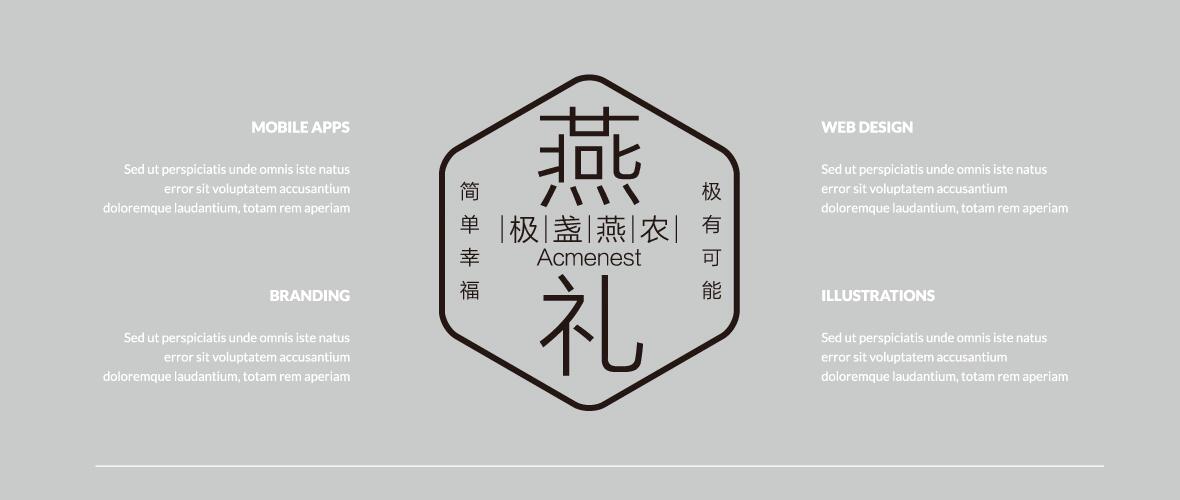 MOBILE APPS
Sed ut perspiciatis unde omnis iste natus
error sit voluptatem accusantium
doloremque laudantium, totam rem aperiam
BRANDING
Sed ut perspiciatis unde omnis iste natus
error sit voluptatem accusantium
doloremque laudantium, totam rem aperiam
燕
简单幸福
|极|盏|燕|农|
Acmenest
极有可能
礼
WEB DESIGN
Sed ut perspiciatis unde omnis iste natus
error sit voluptatem accusantium
doloremque laudantium, totam rem aperiam
ILLUSTRATIONS
Sed ut perspiciatis unde omnis iste natus
error sit voluptatem accusantium
doloremque laudantium, totam rem aperiam